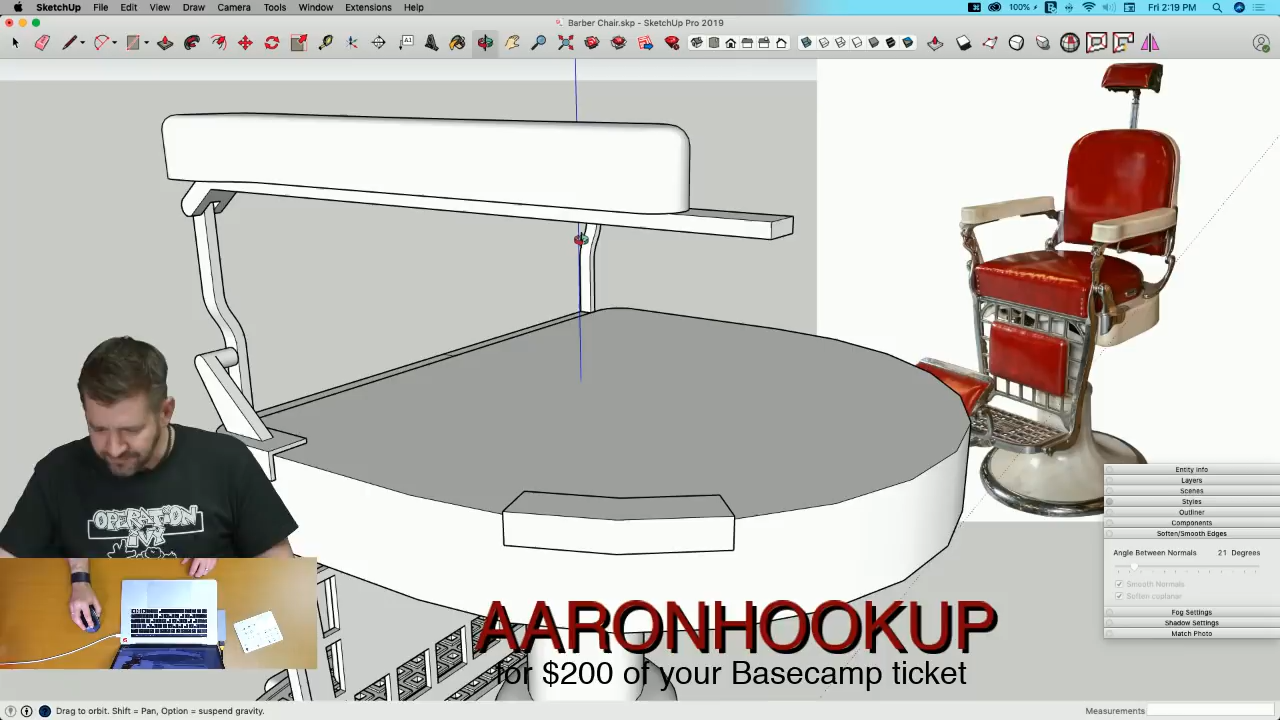 SketchUp File Edit View Draw Camera Tools Window Extensions Help 100% Fri 2:19 PM
Barber Chair.skp - SketchUp Pro 2019
Entity Info
Layers
Scenes
Styles
Outliner
Components
Soften/Smooth Edges
Angle Between Normals 21 Degrees
Smooth Normals
Soften coplanar
Fog Settings
Shadow Settings
Match Photo
OPERATION
IVY
AARONHOOKUP
for $200 of your Basecamp ticket
Drag to orbit. Shift = Pan, Option = suspend gravity.
Measurements